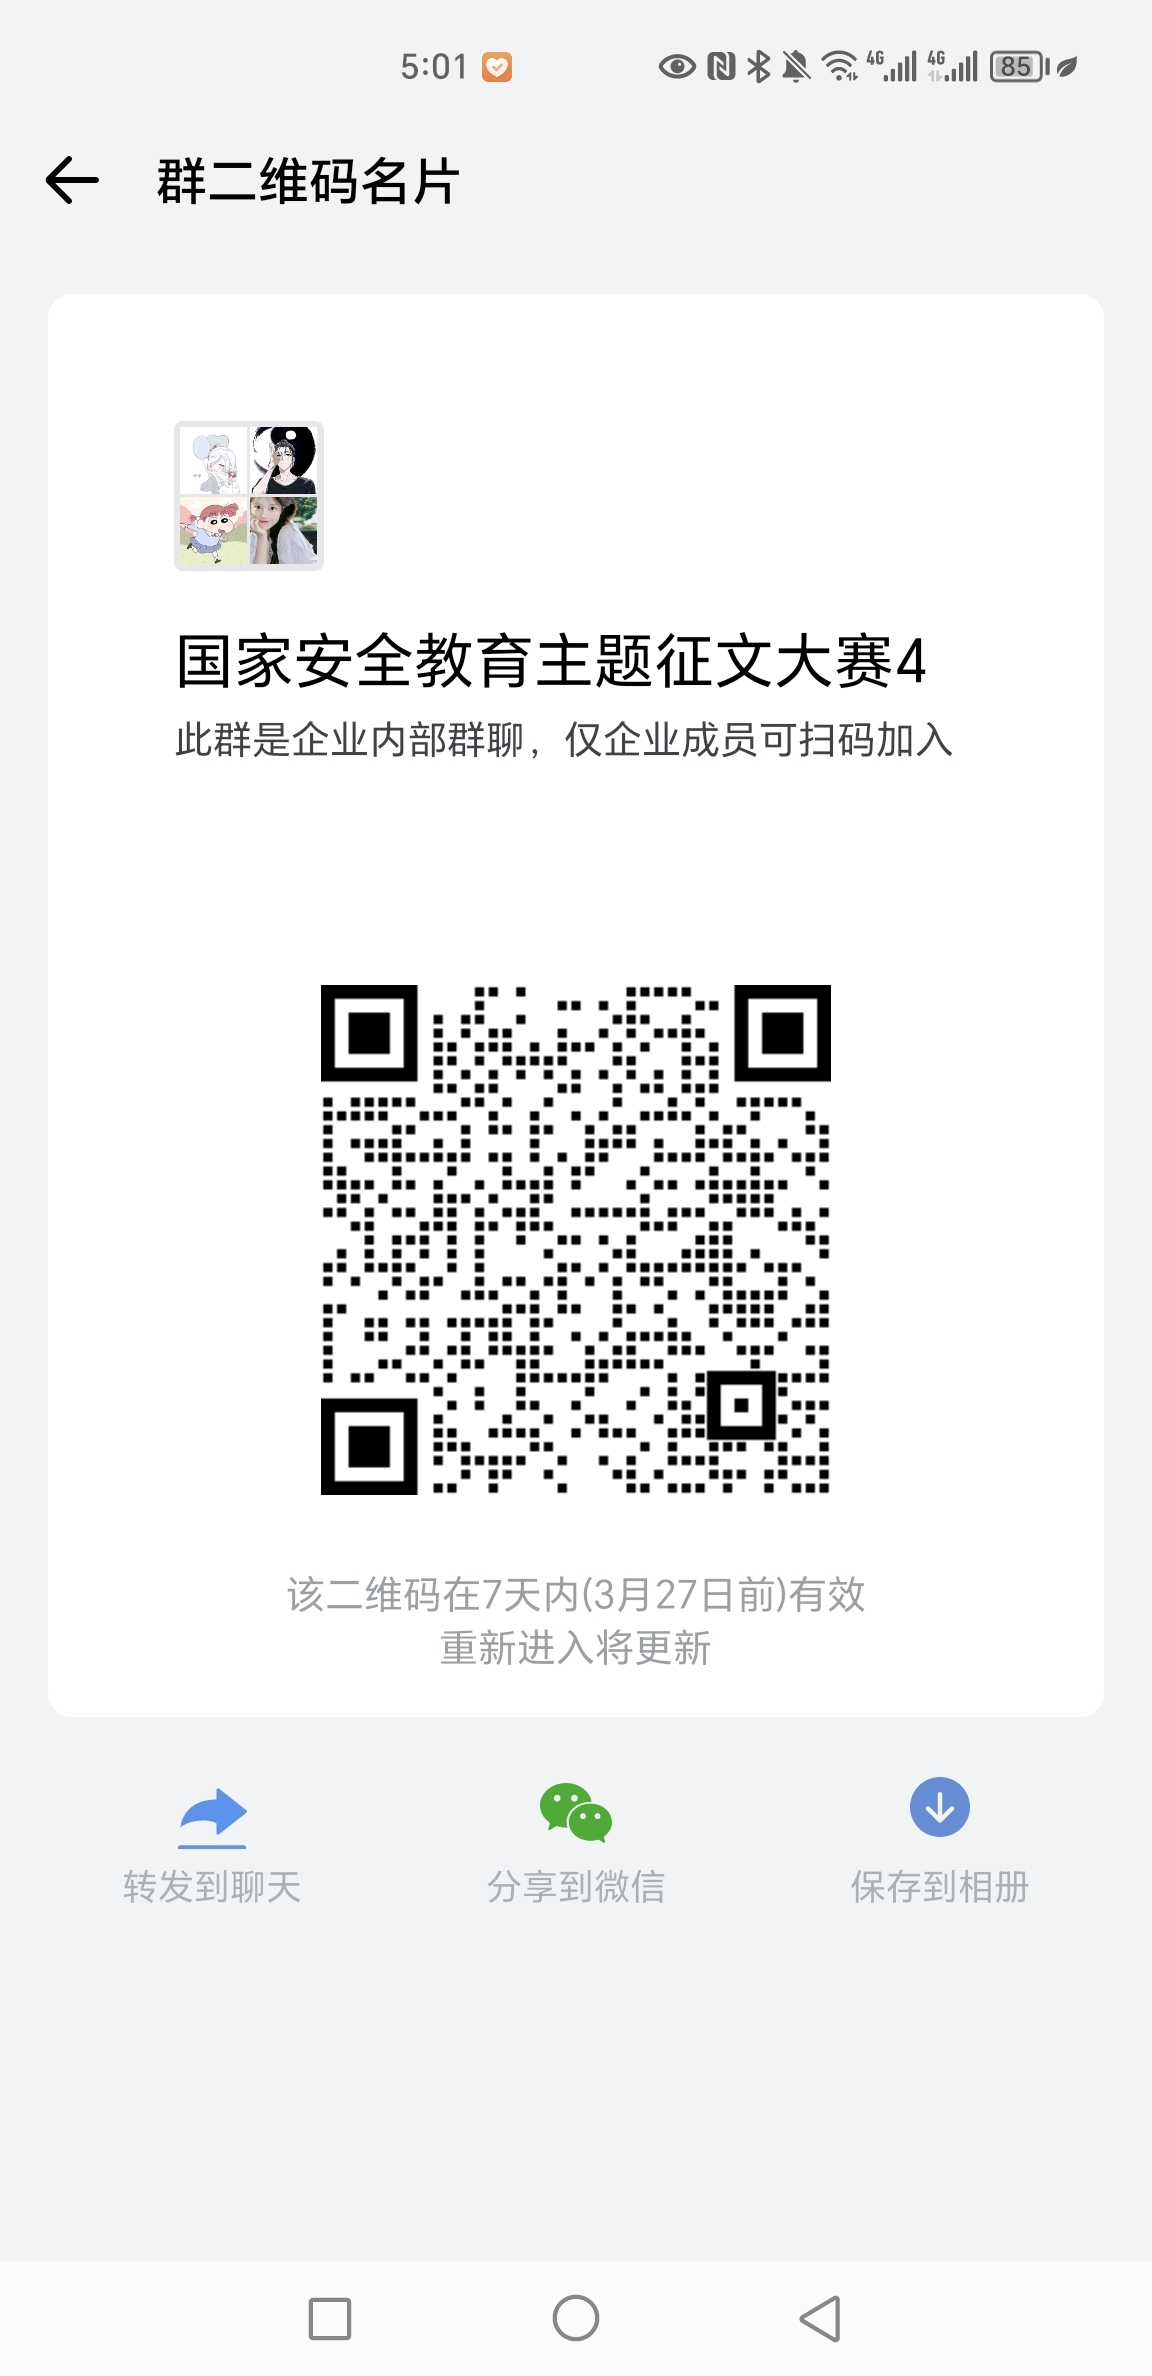 5:01
4G
4G
85
群二维码名片
国家安全教育主题征文大赛4
此群是企业内部群聊，仅企业成员可扫码加入
该二维码在7天内(3月27日前)有效
重新进入将更新
转发到聊天
分享到微信
保存到相册